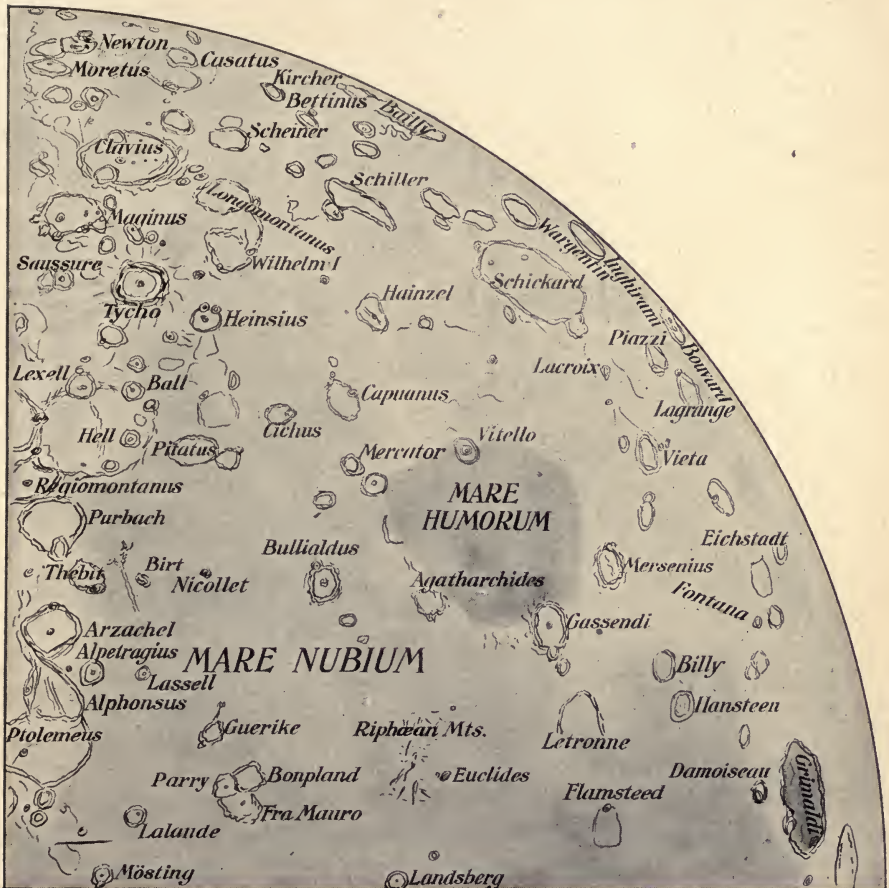 Newton
Moretus
Casatus
Kircher
Bettinus
Bailly
Scheiner
Clavius
Schiller
Longomontanus
Maginus
Wilhelm I
Wargentin
Inghirami
Saussure
Schickard
Tycho
Heinsius
Hainzel
Piazzi
Bouvard
Lacroix
Lexell
Ball
Capuanus
Lagrange
Hell
Pitatus
Cichus
Mercator
Vitello
Vieta
Regiomontanus
MARE
HUMORUM
Purbach
Eichstadt
Bullialdus
Thebit
Birt
Nicollet
Agatharchides
Mersenius
Fontana
Arzachel
Gassendi
Alpetragius
MARE NUBIUM
Lassell
Billy
Alphonsus
Hansteen
Ptolemeus
Guerike
Riphæan Mts.
Letronne
Parry
Bonpland
Euclides
Damoiseau
Grimaldi
Flamsteed
Fra Mauro
Lalande
Mösting
Landsberg